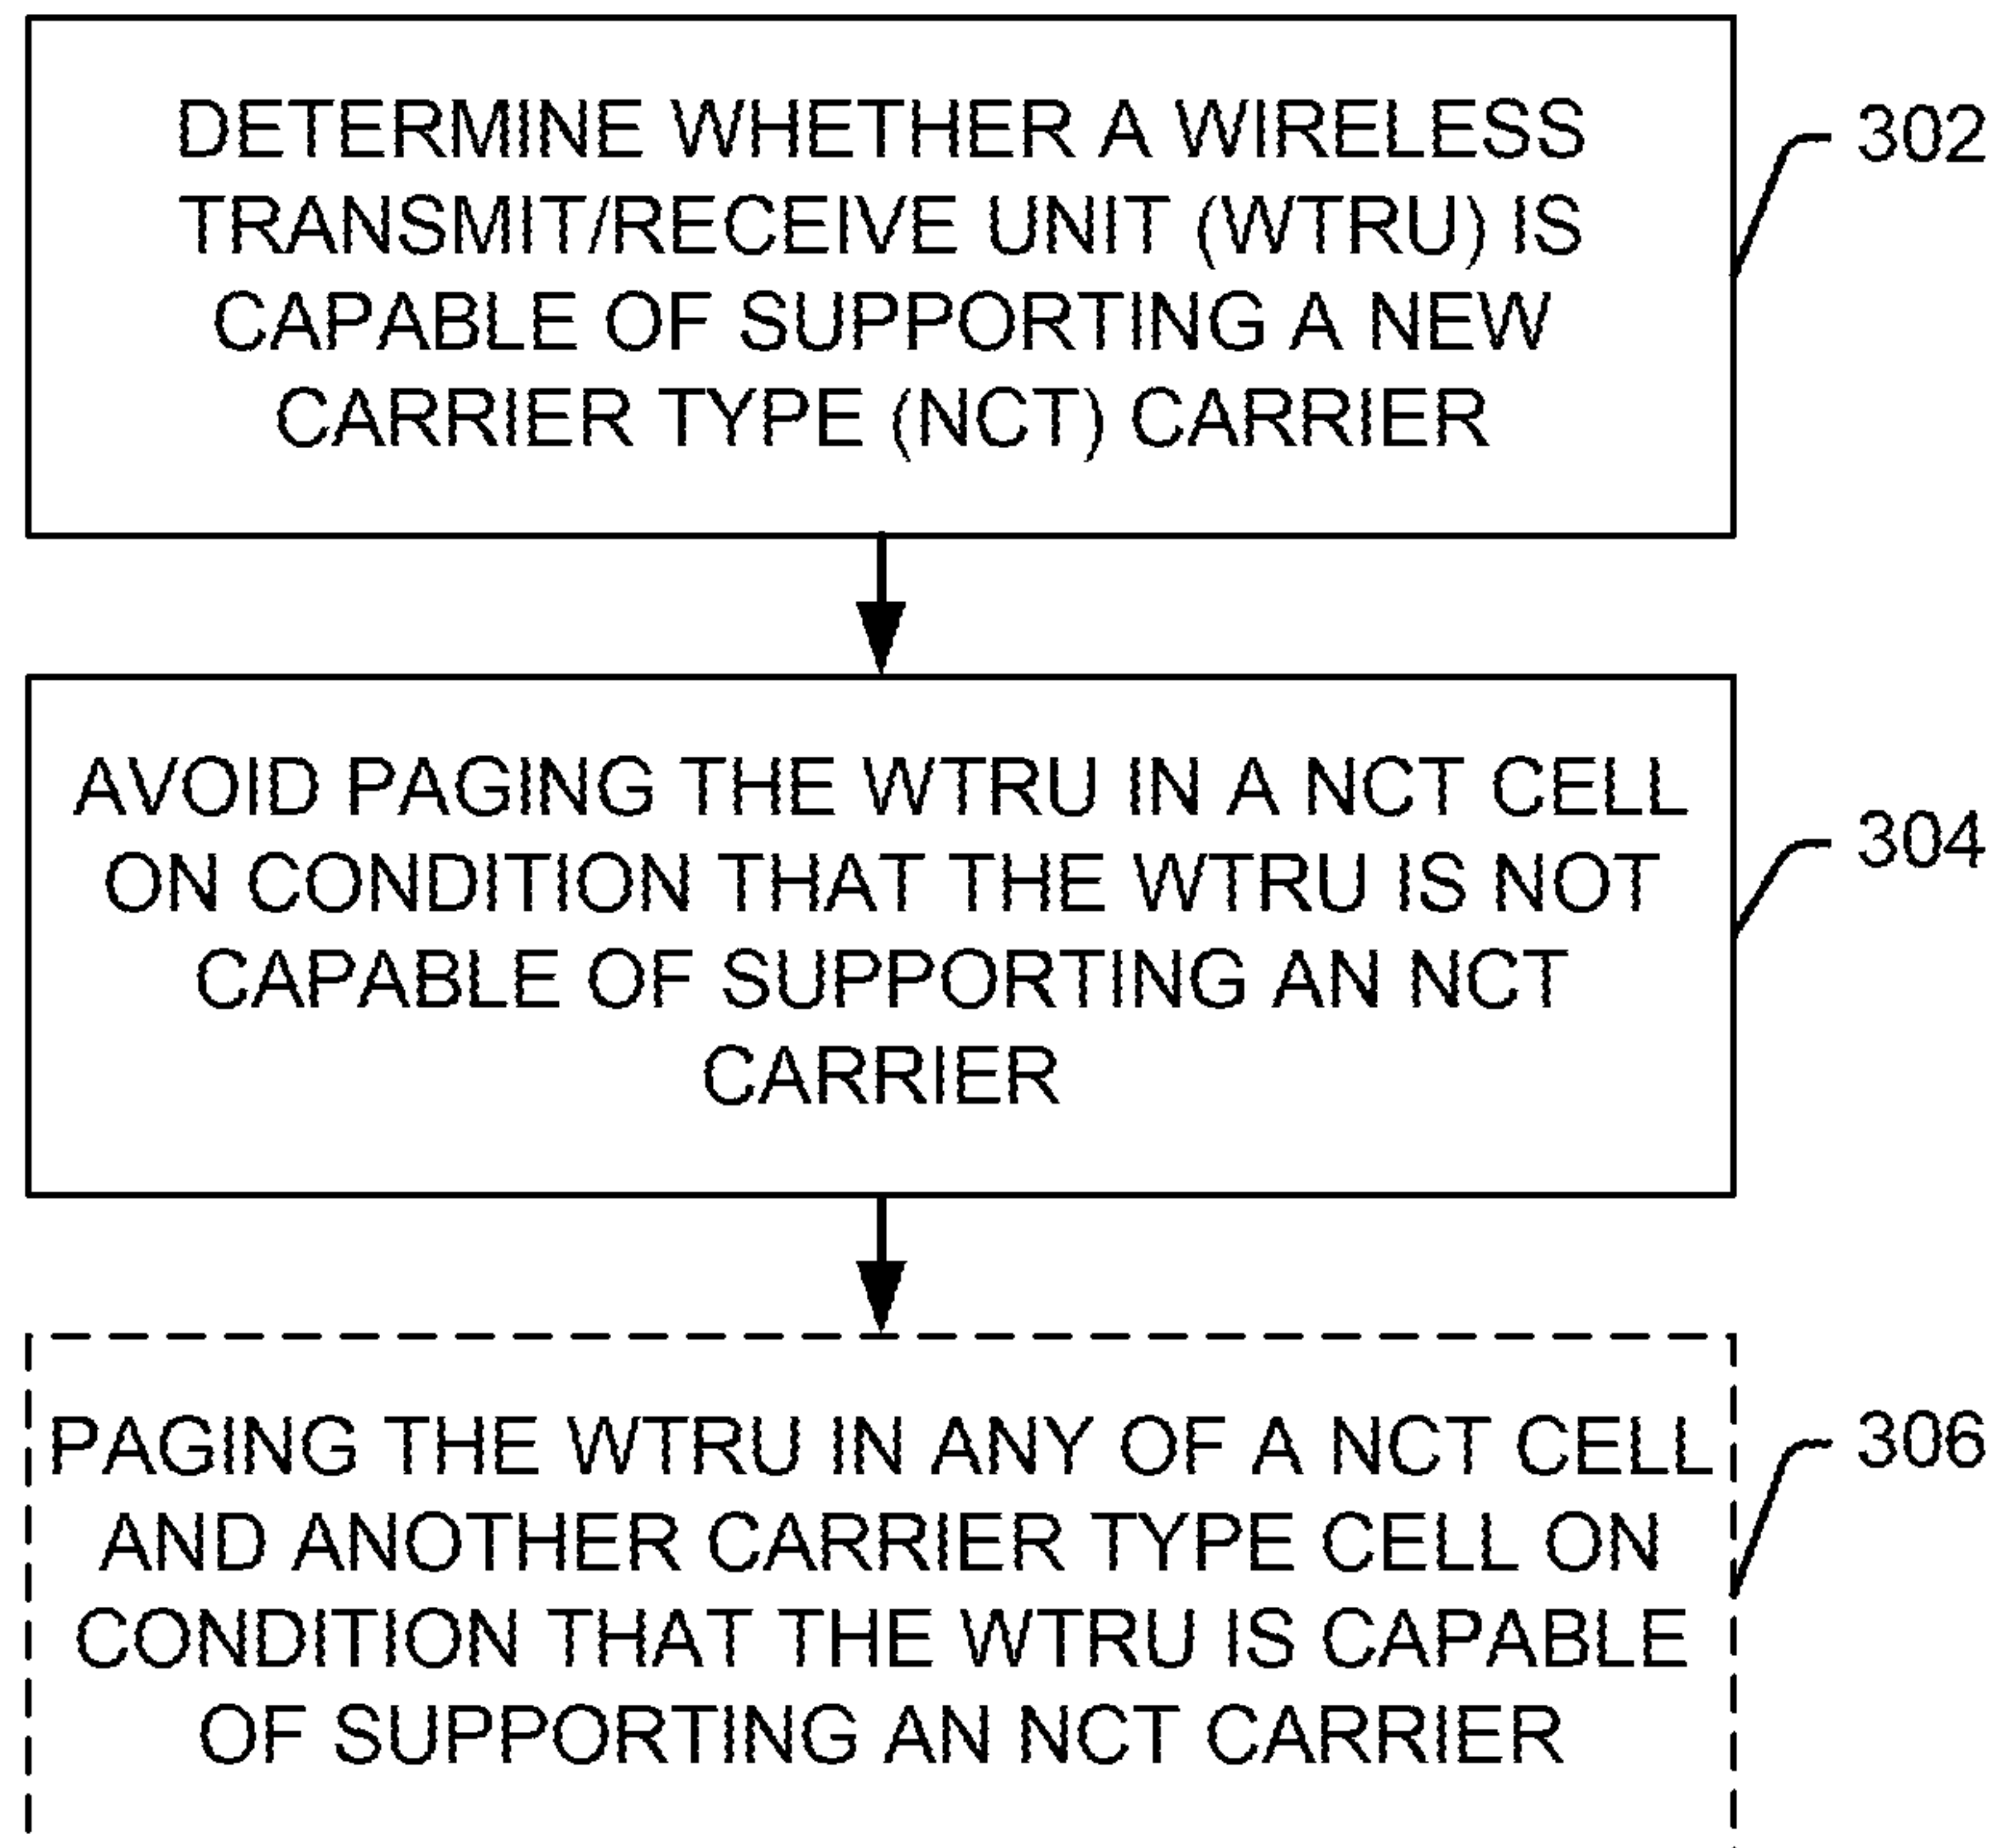 DETERMINE WHETHER A WIRELESS
TRANSMIT/RECEIVE UNIT (WTRU) IS
CAPABLE OF SUPPORTING A NEW
CARRIER TYPE (NCT) CARRIER
302
AVOID PAGING THE WTRU IN A NCT CELL
ON CONDITION THAT THE WTRU IS NOT
CAPABLE OF SUPPORTING AN NCT
CARRIER
304
PAGING THE WTRU IN ANY OF A NCT CELL
AND ANOTHER CARRIER TYPE CELL ON
CONDITION THAT THE WTRU IS CAPABLE
OF SUPPORTING AN NCT CARRIER
306